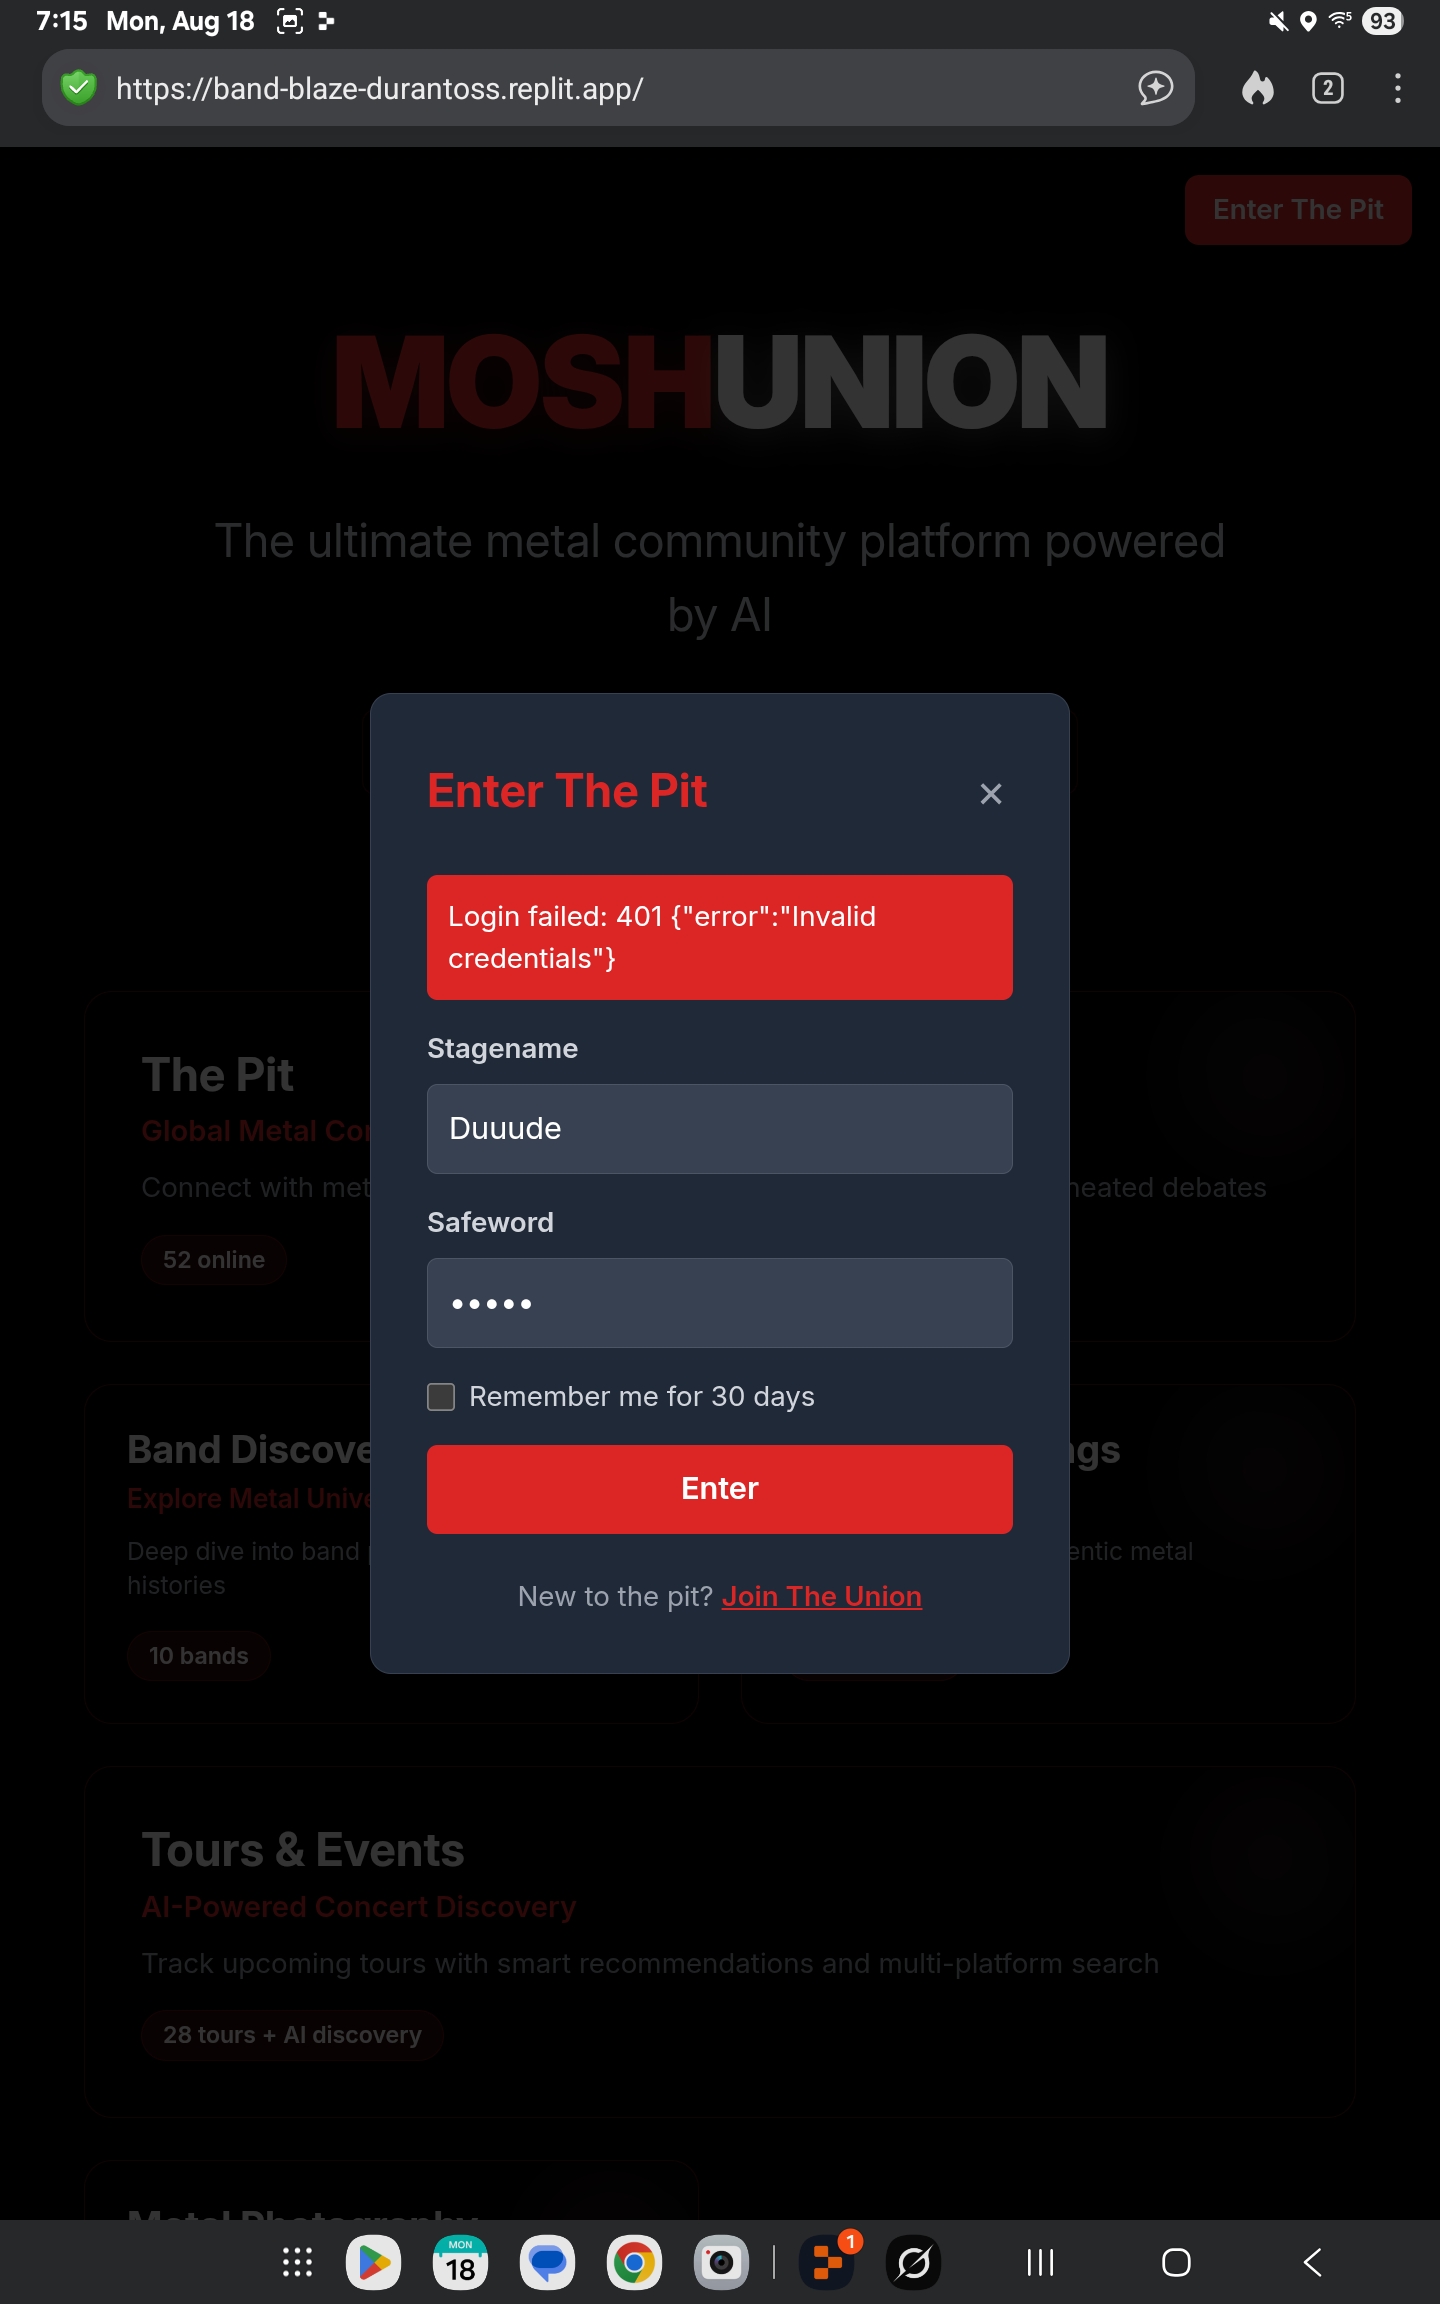 7:15 Mon, Aug 18
5 93
https://band-blaze-durantoss.replit.app/
2
Enter The Pit
MOSHUNION
The ultimate metal community platform powered
by AI
Enter The Pit
×
Login failed: 401 {"error":"Invalid
credentials"}
Stagename
Duuude
Safeword
•••••
Remember me for 30 days
Enter
New to the pit? Join The Union
The Pit
Global Metal Con
Connect with met
heated debates
52 online
Band Discove
ngs
Explore Metal Unive
Deep dive into band
entic metal
histories
10 bands
Tours & Events
AI-Powered Concert Discovery
Track upcoming tours with smart recommendations and multi-platform search
28 tours + AI discovery
Metal Photography
MON
18
1